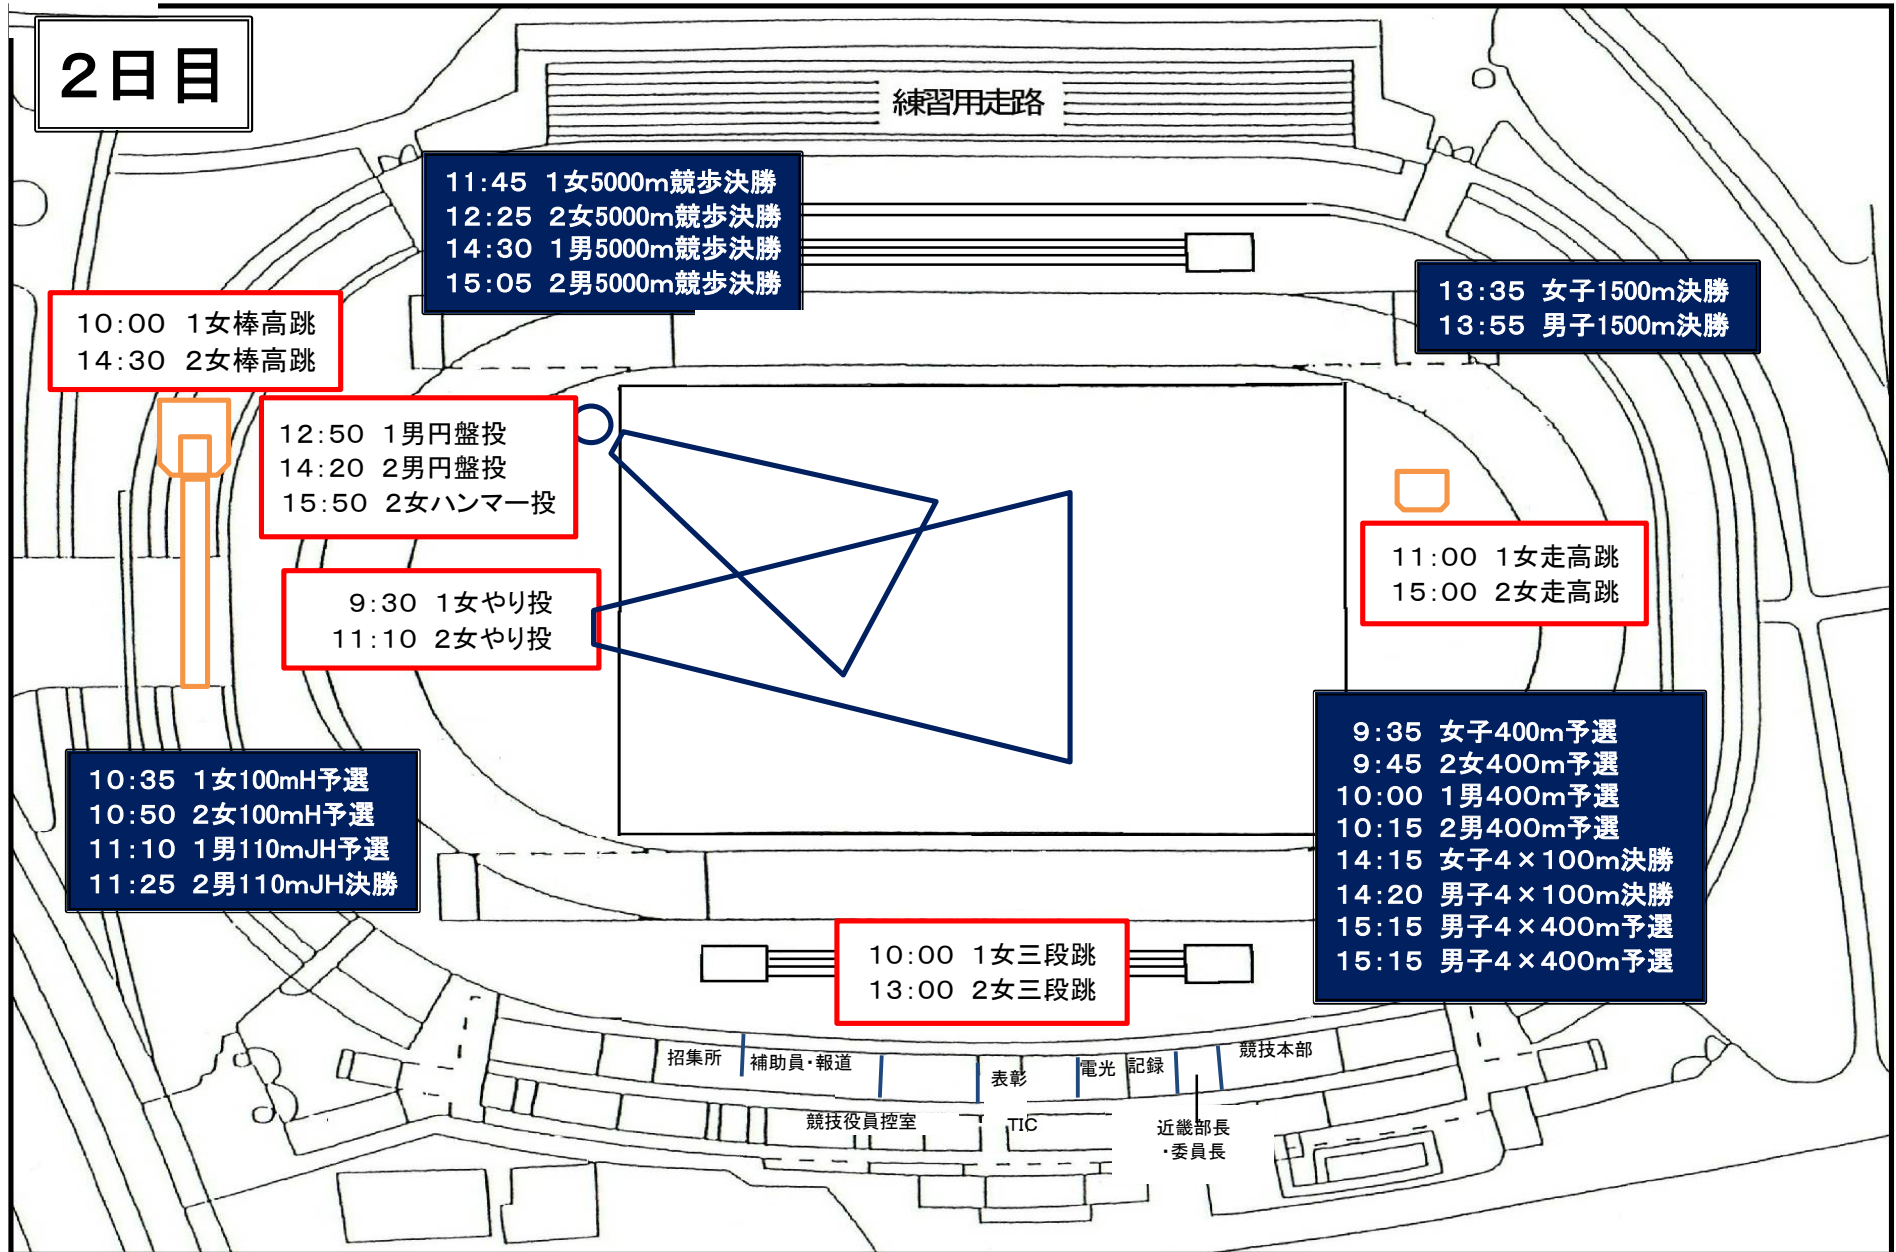 2日目
練習用走路
11:45 1女5000m競歩決勝
12:25 2女5000m競歩決勝
14:30 1男5000m競歩決勝
15:05 2男5000m競歩決勝
13:35 女子1500m決勝
13:55 男子1500m決勝
10:00 1女棒高跳
14:30 2女棒高跳
12:50 1男円盤投
14:20 2男円盤投
15:50 2女ハンマー投
11:00 1女走高跳
15:00 2女走高跳
9:30 1女やり投
11:10 2女やり投
9:35 女子400m予選
9:45 2女400m予選
10:00 1男400m予選
10:15 2男400m予選
14:15 女子4×100m決勝
14:20 男子4×100m決勝
15:15 男子4×400m予選
15:15 男子4×400m予選
10:35 1女100mH予選
10:50 2女100mH予選
11:10 1男110mJH予選
11:25 2男110mJH決勝
10:00 1女三段跳
13:00 2女三段跳
招集所
補助員・報道
表彰
電光
記録
競技本部
競技役員控室
TIC
近畿部長
・委員長